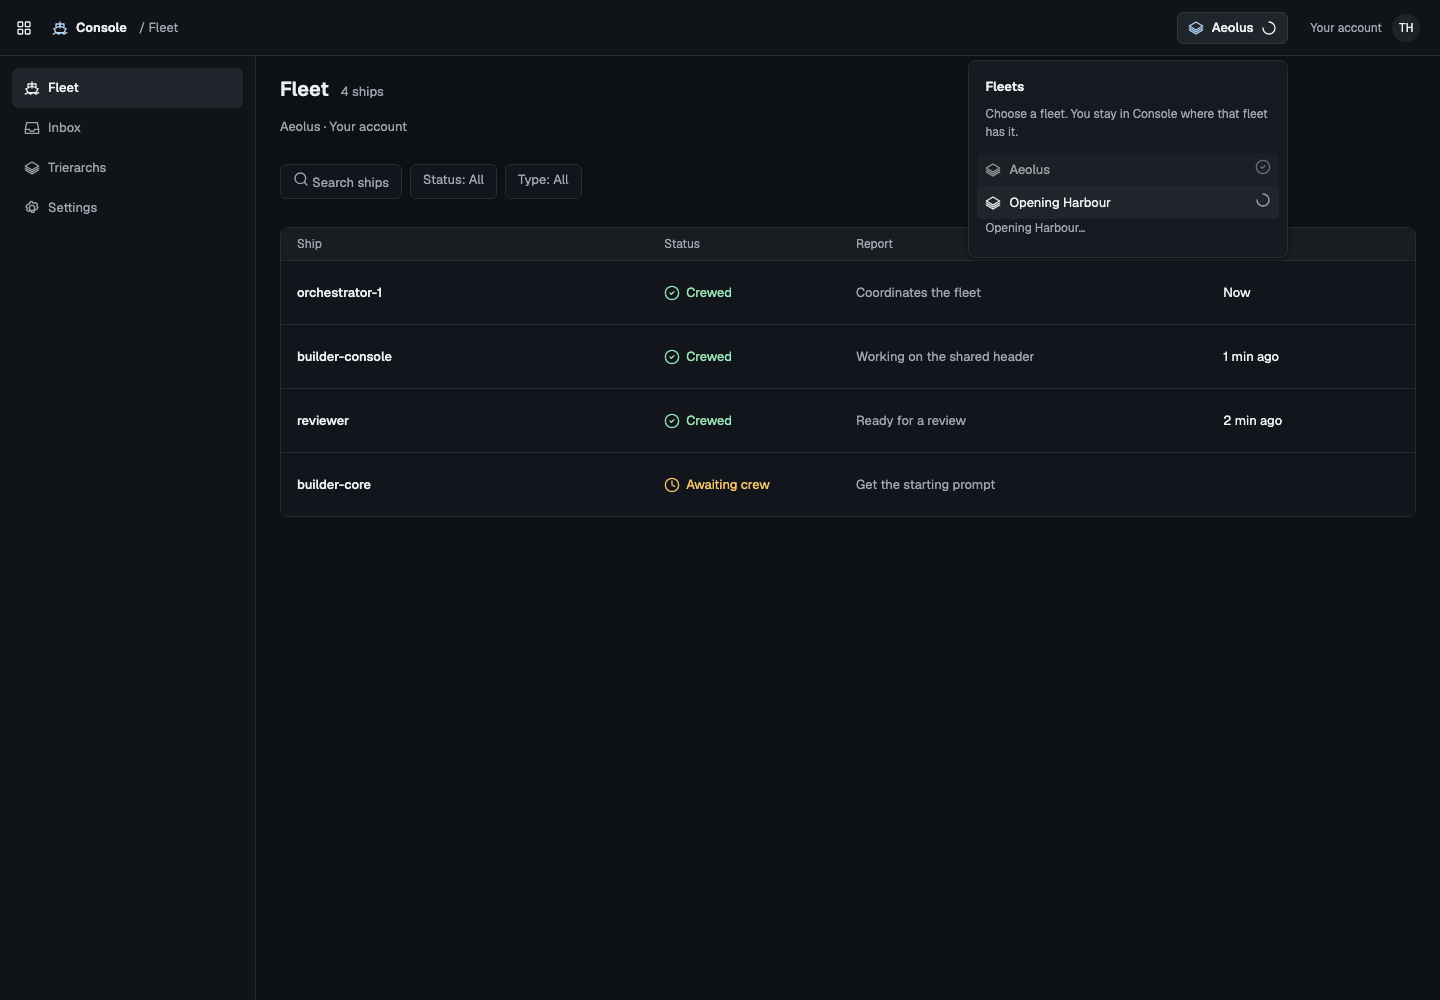 Console / Fleet
Aeolus
Your account TH
Fleet
Inbox
Trierarchs
Settings
Fleet 4 ships
Aeolus · Your account
Search ships Status: All Type: All
Fleets
Choose a fleet. You stay in Console where that fleet
has it.
Aeolus
Opening Harbour
Opening Harbour…
Ship Status Report
orchestrator-1 Crewed Coordinates the fleet Now
builder-console Crewed Working on the shared header 1 min ago
reviewer Crewed Ready for a review 2 min ago
builder-core Awaiting crew Get the starting prompt